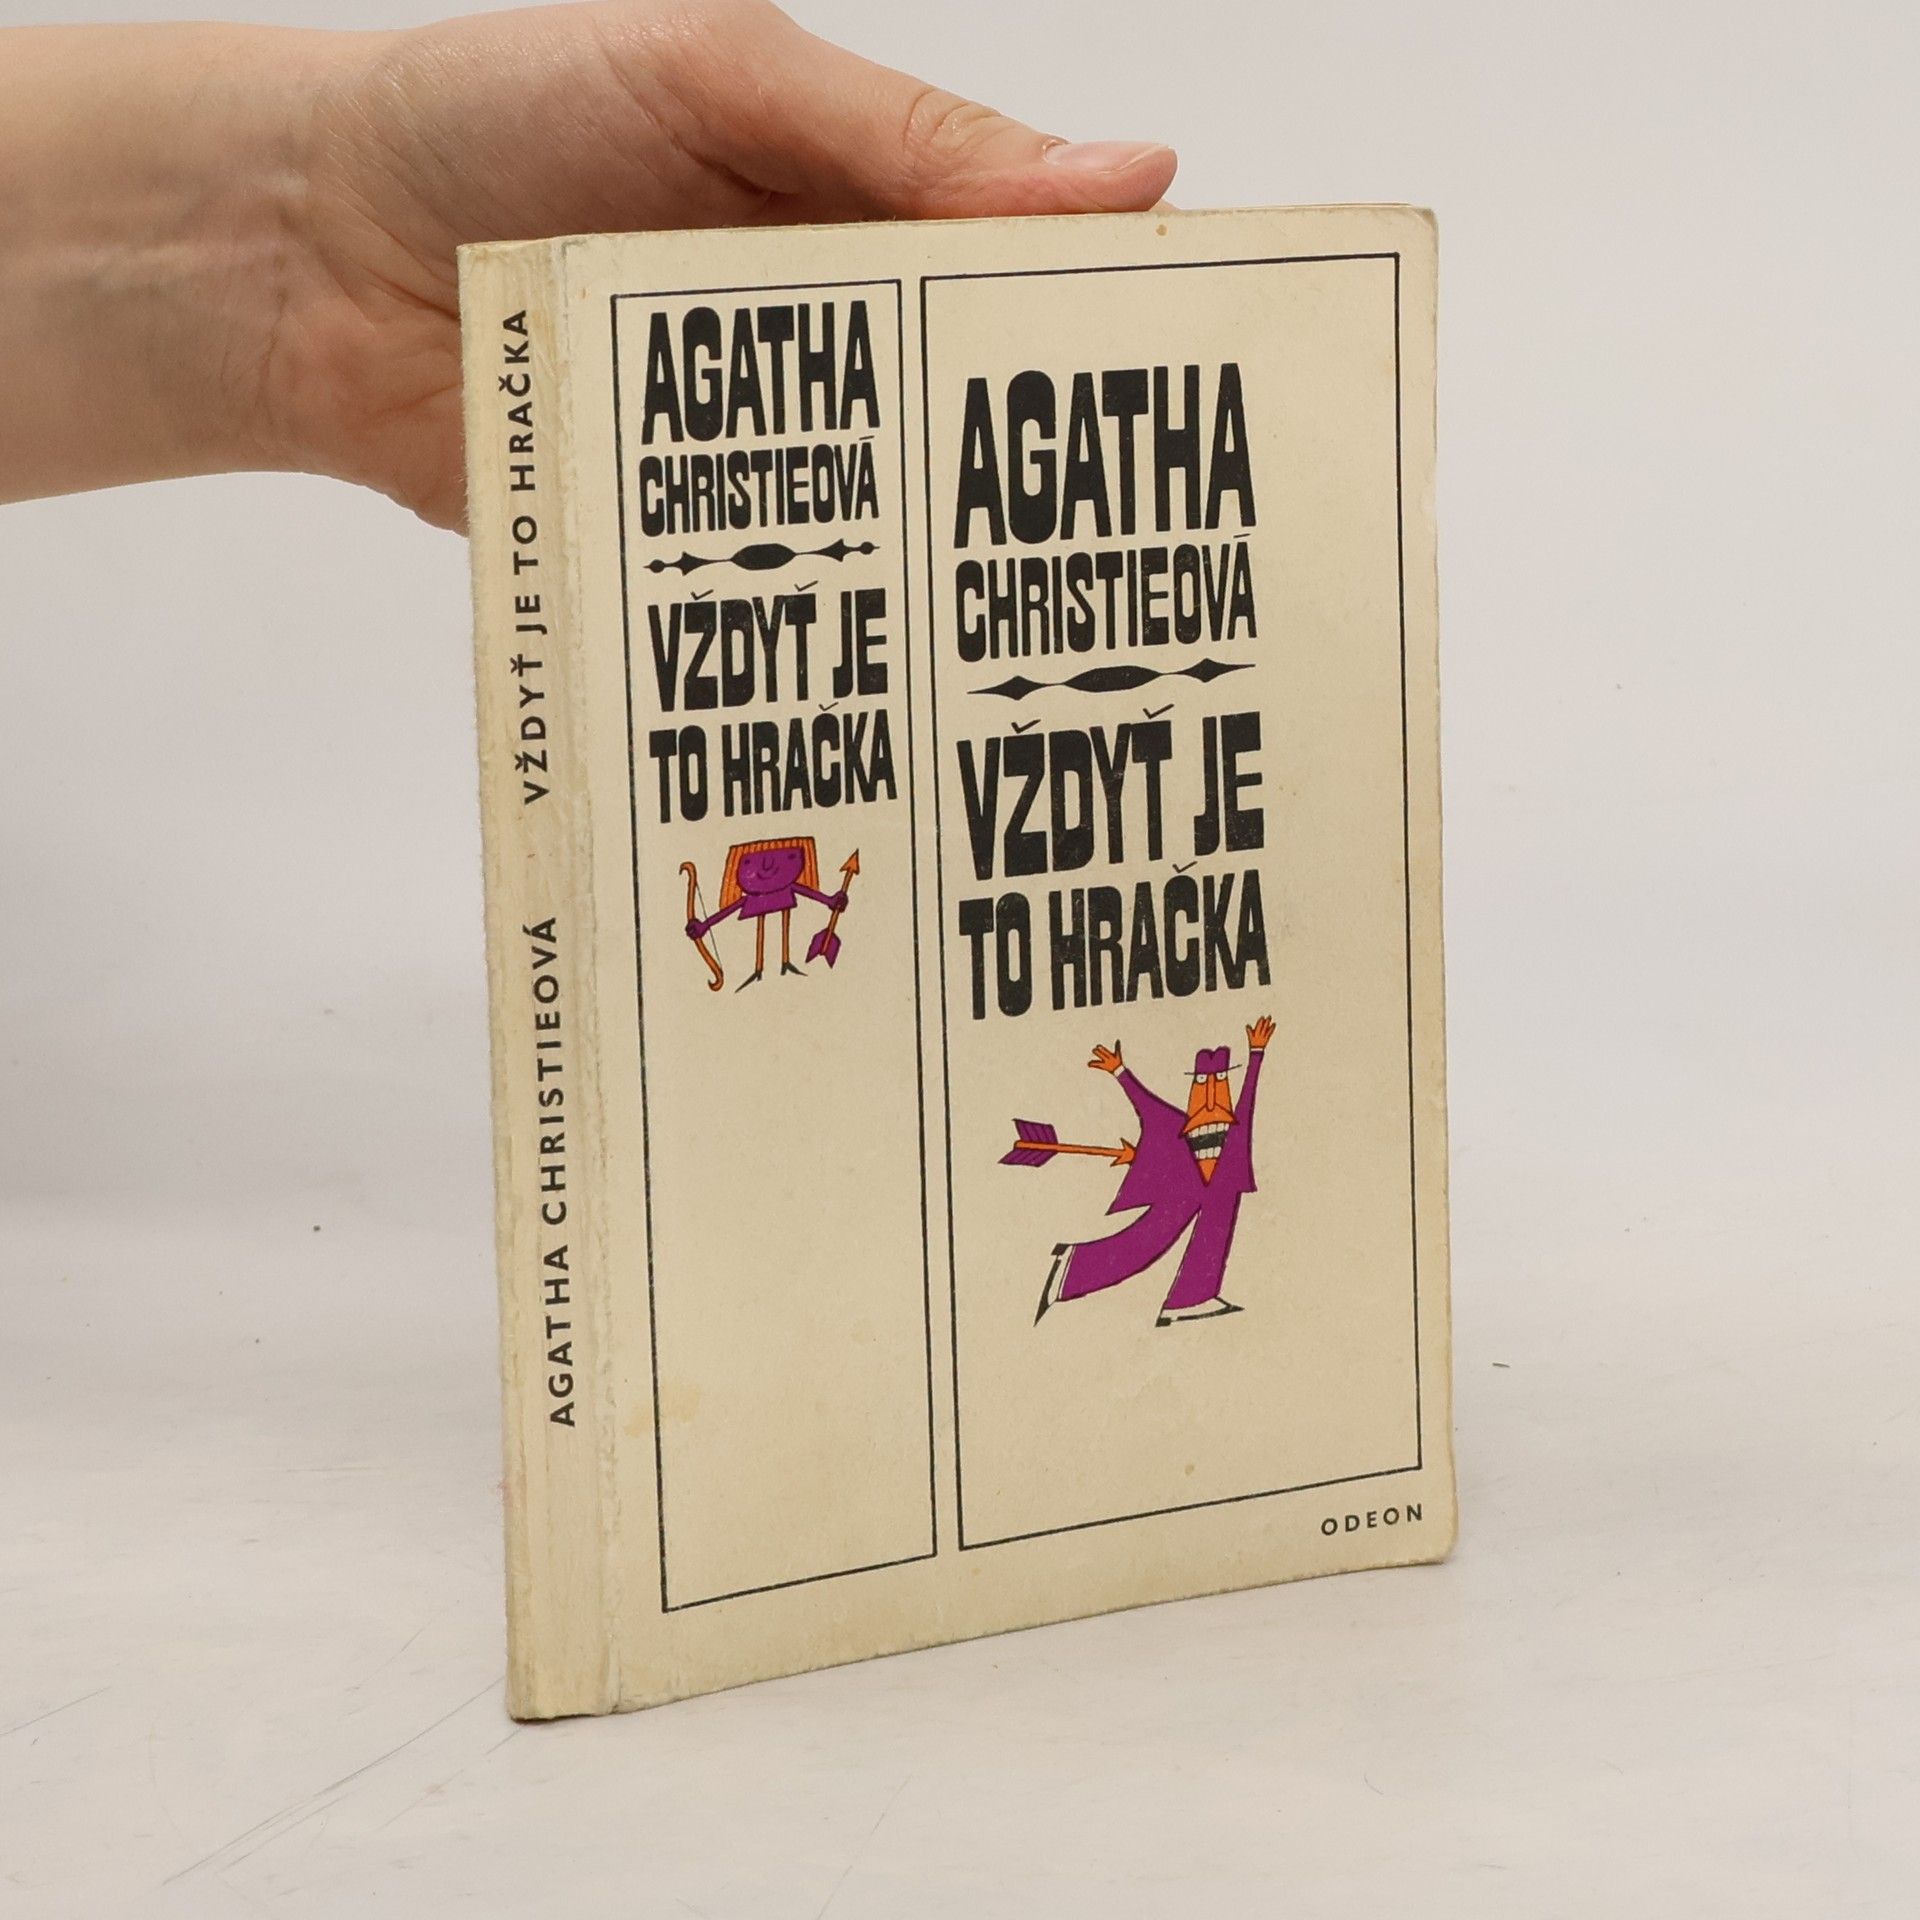 VŽDYŤ JE TO HRAČKA
AGATHA CHRISTIEOVÁ
AGATHA
CHRISTIEOVÁ
VŽDYŤ JE
TO HRAČKA
AGATHA
CHRISTIEOVÁ
VŽDYŤ JE
TO HRAČKA
ODEON